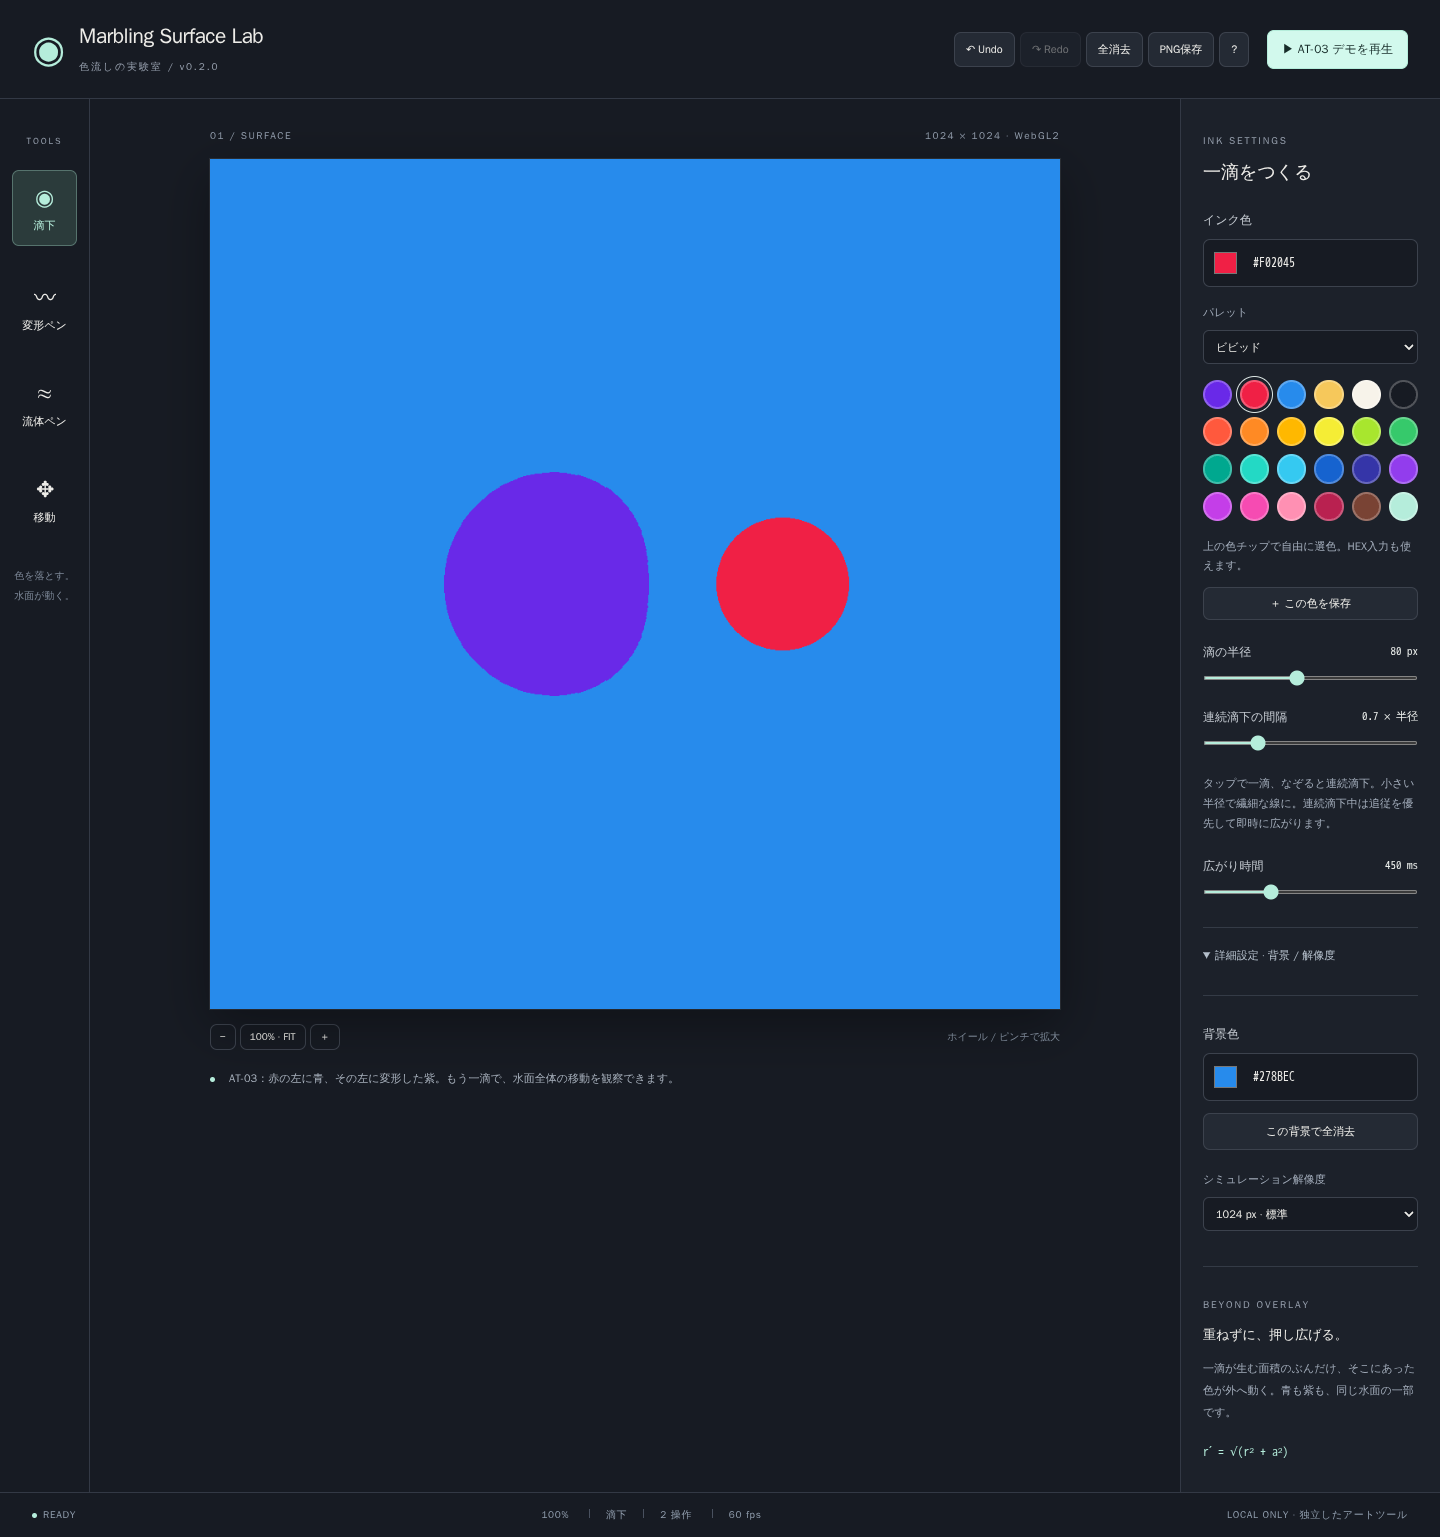 Marbling Surface Lab
色流しの実験室 / v0.2.0
↶ Undo
↷ Redo
全消去
PNG保存
?
▶ AT-03 デモを再生
TOOLS
滴下
変形ペン
流体ペン
移動
色を落とす。
水面が動く。
01 / SURFACE
1024 × 1024 · WebGL2
− 100% · FIT +
ホイール / ピンチで拡大
AT-03：赤の左に青、その左に変形した紫。もう一滴で、水面全体の移動を観察できます。
INK SETTINGS
一滴をつくる
インク色
#F02045
パレット
ビビッド
上の色チップで自由に選色。HEX入力も使
えます。
＋ この色を保存
滴の半径 80 px
連続滴下の間隔 0.7 × 半径
タップで一滴、なぞると連続滴下。小さい
半径で繊細な線に。連続滴下中は追従を優
先して即時に広がります。
広がり時間 450 ms
▼ 詳細設定 · 背景 / 解像度
背景色
#278BEC
この背景で全消去
シミュレーション解像度
1024 px · 標準
BEYOND OVERLAY
重ねずに、押し広げる。
一滴が生む面積のぶんだけ、そこにあった
色が外へ動く。青も紫も、同じ水面の一部
です。
r′ = √(r² + a²)
READY
100%
滴下
2 操作
60 fps
LOCAL ONLY · 独立したアートツール